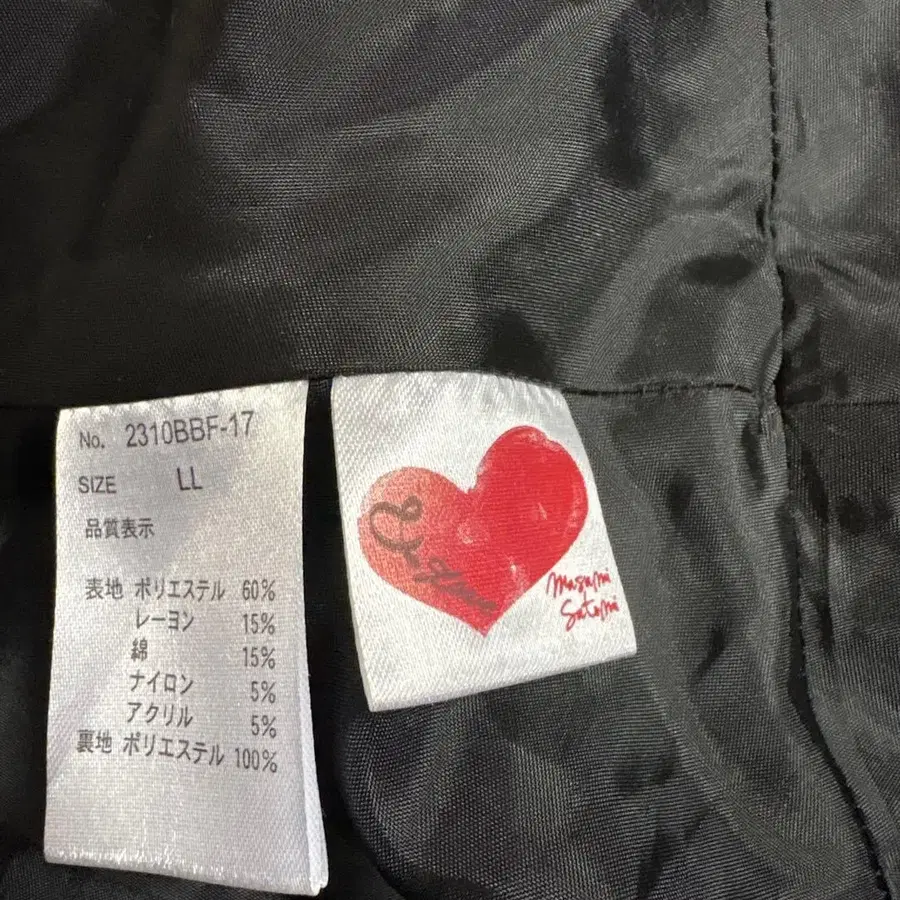 No. 2310BBF-17
SIZE LL
品質表示
表地 ポリエステル 60%
レーヨン 15%
綿 15%
ナイロン 5%
アクリル 5%
裏地 ポリエステル 100%
Masami
Satomi